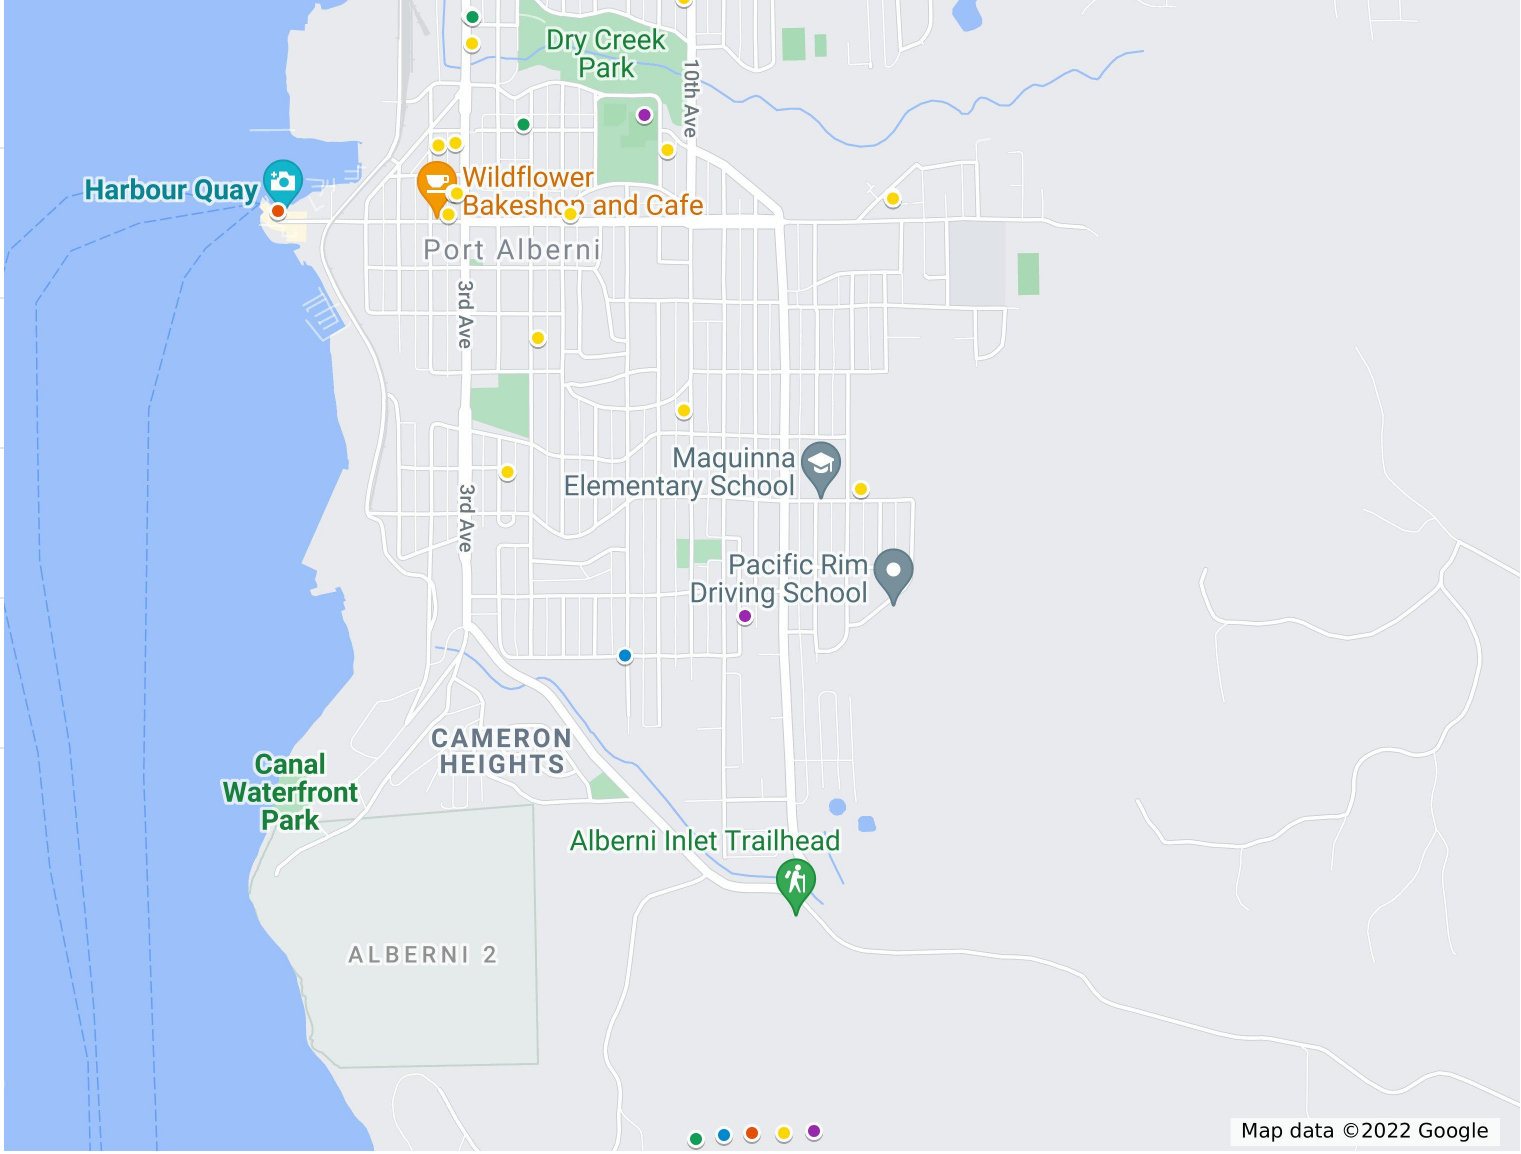 Dry Creek
Park
10th Ave
Harbour Quay
Wildflower
Bakeshop and Cafe
Port Alberni
3rd Ave
Maquinna
Elementary School
3rd Ave
Pacific Rim
Driving School
CAMERON
HEIGHTS
Canal
Waterfront
Park
Alberni Inlet Trailhead
ALBERNI 2
Map data ©2022 Google